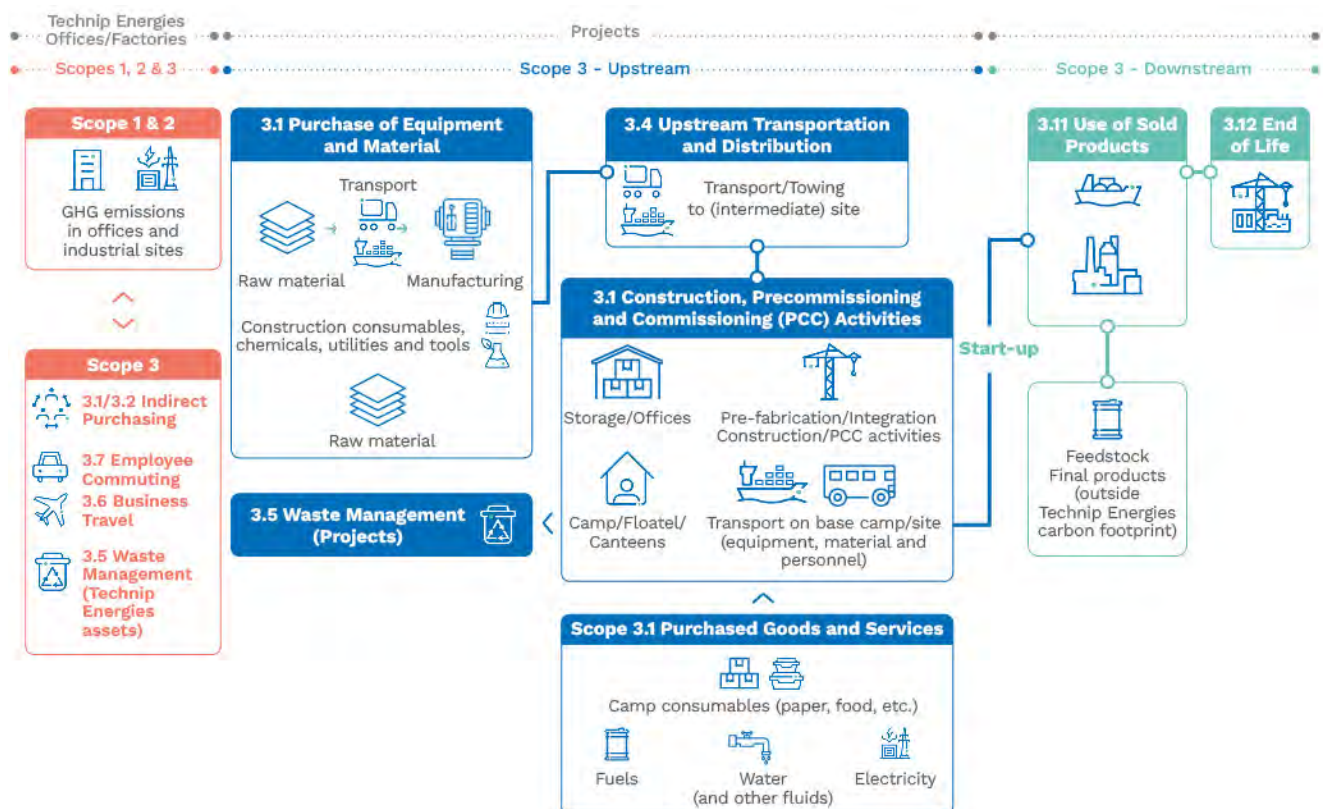 Technip Energies
Offices/Factories
Projects
Scopes 1, 2 & 3
Scope 3 - Upstream
Scope 3 - Downstream
Scope 1 & 2
GHG emissions
in offices and
industrial sites
Scope 3
3.1/3.2 Indirect
Purchasing
3.7 Employee
Commuting
3.6 Business
Travel
3.5 Waste
Management
(Technip
Energies
assets)
3.1 Purchase of Equipment
and Material
Transport
Raw material
Manufacturing
Construction consumables,
chemicals, utilities and tools
Raw material
3.5 Waste Management
(Projects)
3.4 Upstream Transportation
and Distribution
Transport/Towing
to (intermediate) site
3.1 Construction, Precommissioning
and Commissioning (PCC) Activities
Storage/Offices
Pre-fabrication/Integration
Construction/PCC activities
Camp/Floatel/
Canteens
Transport on base camp/site
(equipment, material and
personnel)
Scope 3.1 Purchased Goods and Services
Camp consumables (paper, food, etc.)
Fuels
Water
(and other fluids)
Electricity
Start-up
3.11 Use of Sold
Products
3.12 End
of Life
Feedstock
Final products
(outside
Technip Energies
carbon footprint)